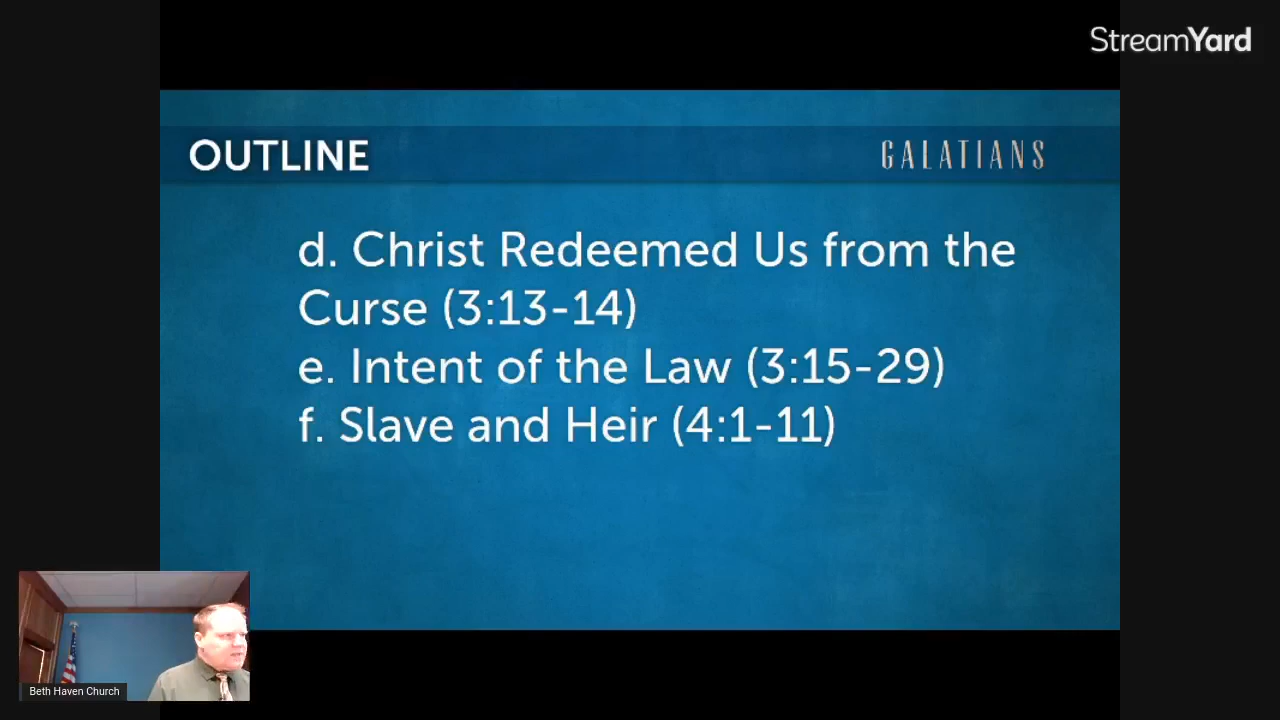 StreamYard
OUTLINE
GALATIANS
d. Christ Redeemed Us from the
Curse (3:13-14)
e. Intent of the Law (3:15-29)
f. Slave and Heir (4:1-11)
Beth Haven Church